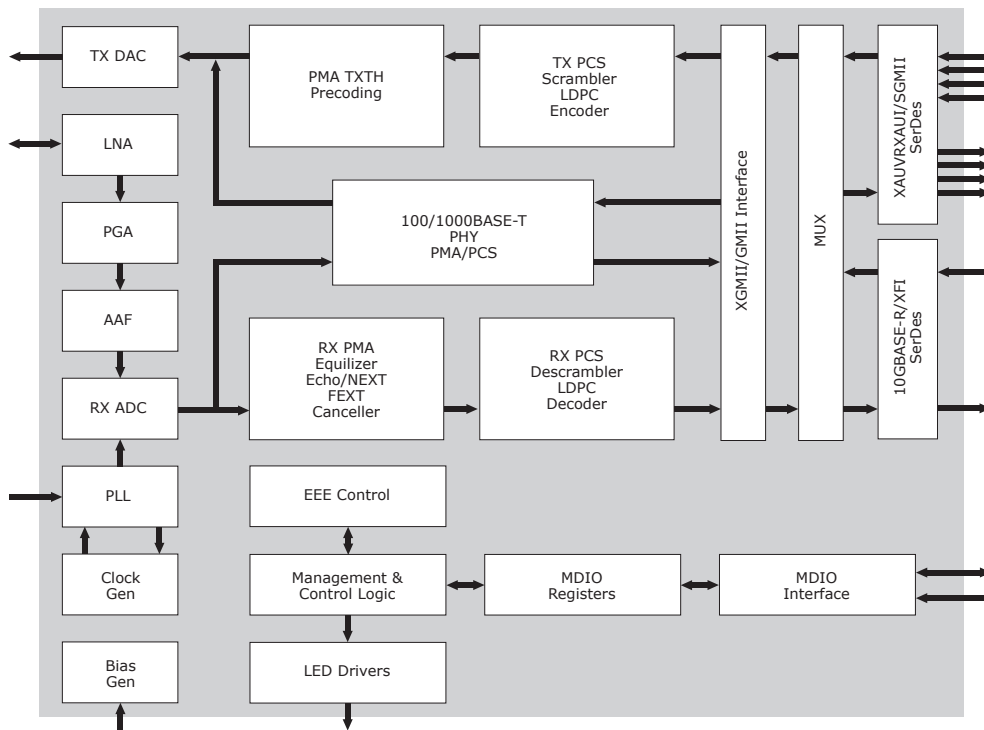 TX DAC
PMA TXTH
Precoding
TX PCS
Scrambler
LDPC
Encoder
XGMII/GMII Interface
MUX
XAUVRXAUI/SGMII
SerDes
LNA
PGA
100/1000BASE-T
PHY
PMA/PCS
10GBASE-R/XFI
SerDes
AAF
RX PMA
Equilizer
Echo/NEXT
FEXT
Canceller
RX PCS
Descrambler
LDPC
Decoder
RX ADC
PLL
EEE Control
Clock
Gen
Management &
Control Logic
MDIO
Registers
MDIO
Interface
Bias
Gen
LED Drivers